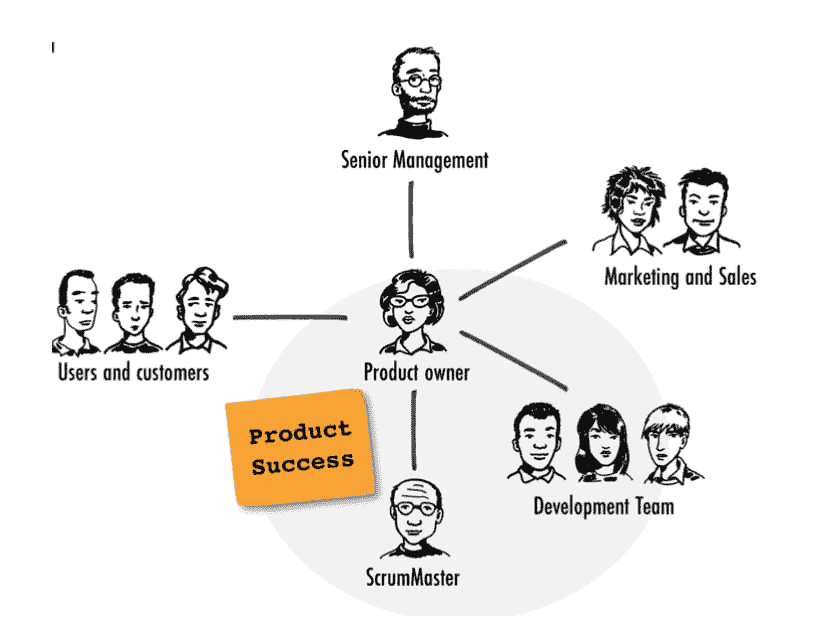 Senior Management
Marketing and Sales
Users and customers
Product owner
Product
Success
Development Team
ScrumMaster